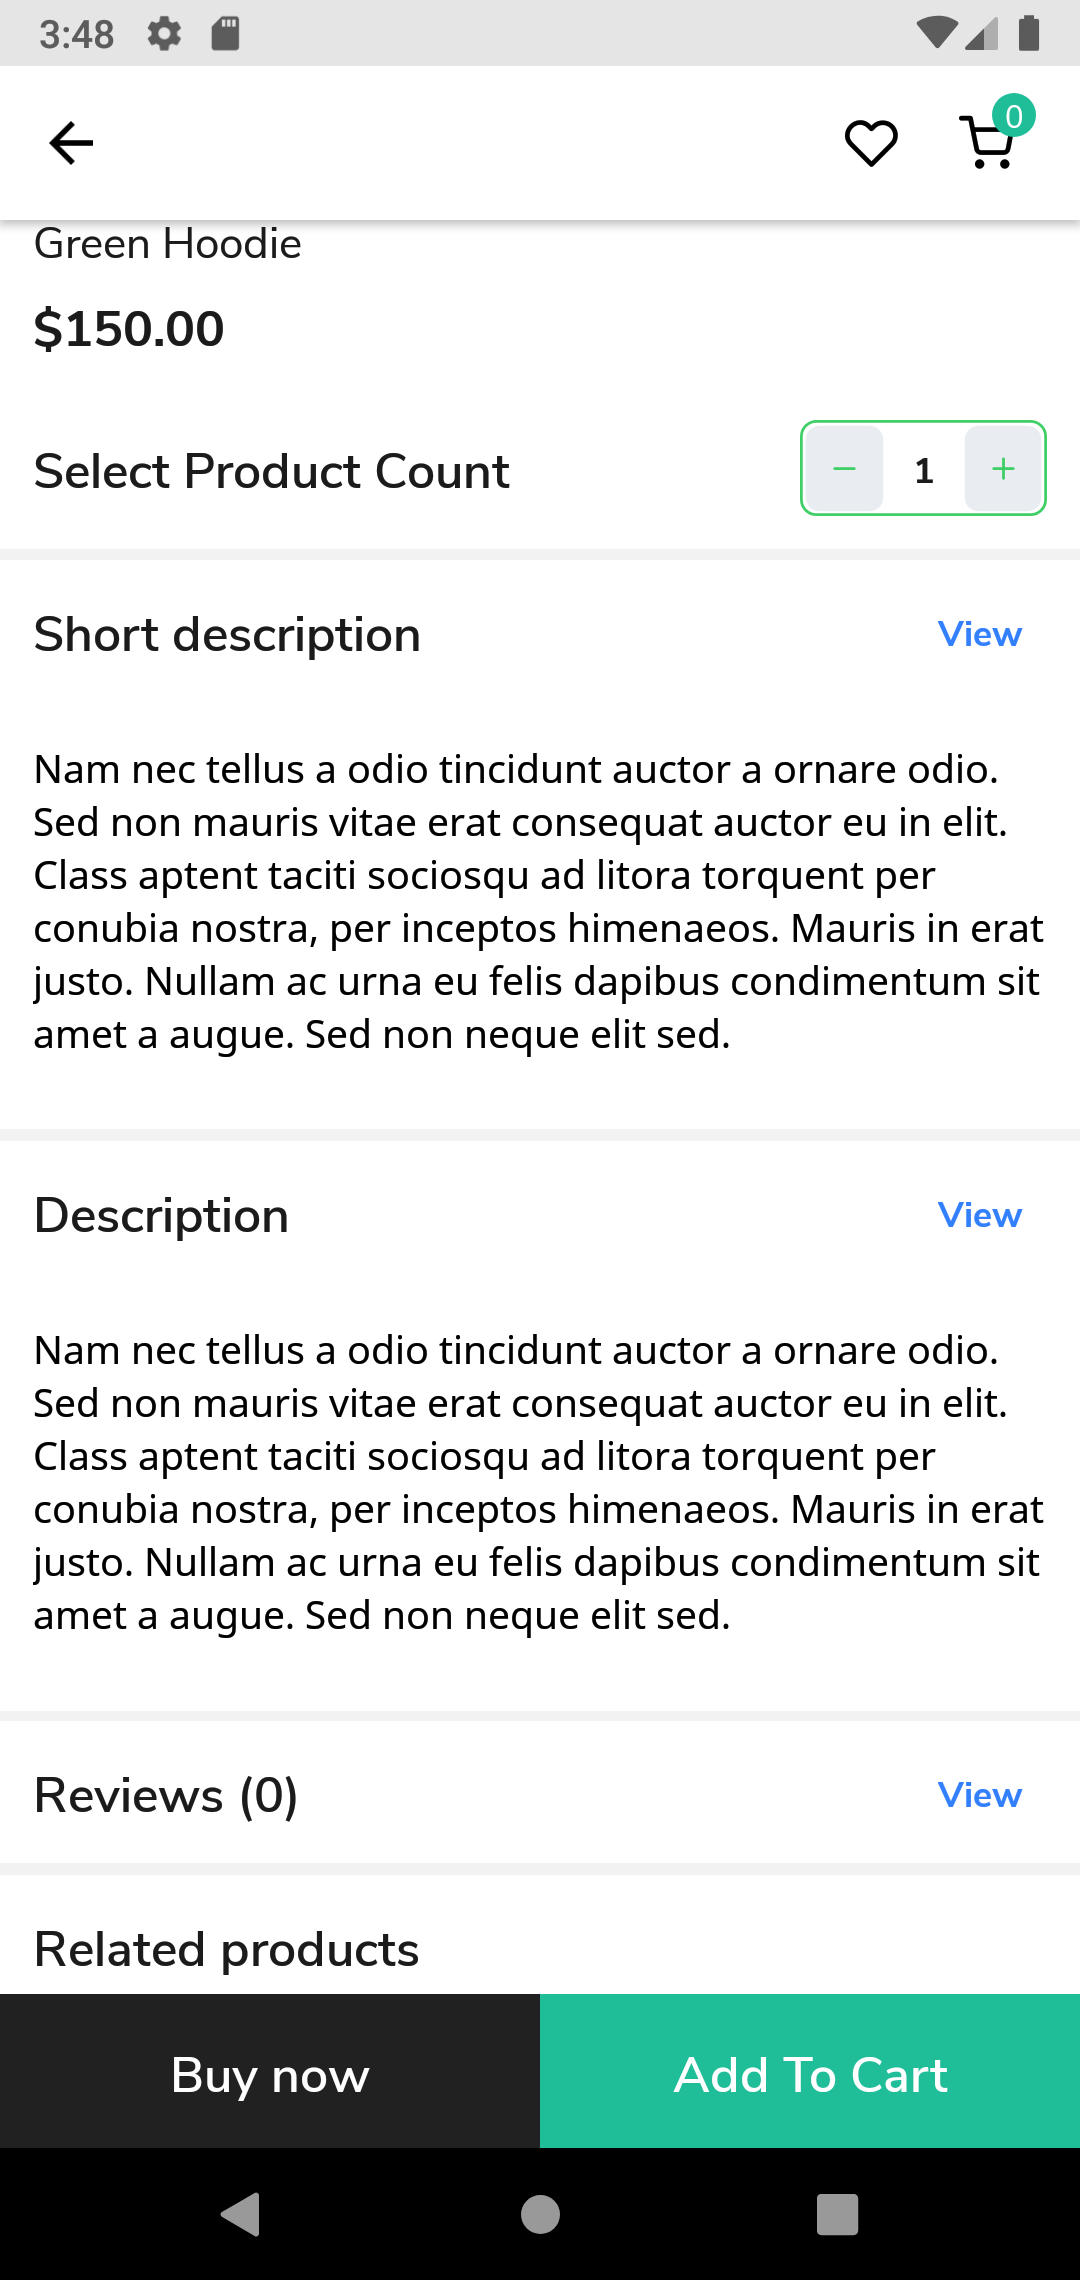 3:48
0
Green Hoodie
$150.00
Select Product Count
− 1 +
Short description
View
Nam nec tellus a odio tincidunt auctor a ornare odio.
Sed non mauris vitae erat consequat auctor eu in elit.
Class aptent taciti sociosqu ad litora torquent per
conubia nostra, per inceptos himenaeos. Mauris in erat
justo. Nullam ac urna eu felis dapibus condimentum sit
amet a augue. Sed non neque elit sed.
Description
View
Nam nec tellus a odio tincidunt auctor a ornare odio.
Sed non mauris vitae erat consequat auctor eu in elit.
Class aptent taciti sociosqu ad litora torquent per
conubia nostra, per inceptos himenaeos. Mauris in erat
justo. Nullam ac urna eu felis dapibus condimentum sit
amet a augue. Sed non neque elit sed.
Reviews (0)
View
Related products
Buy now
Add To Cart